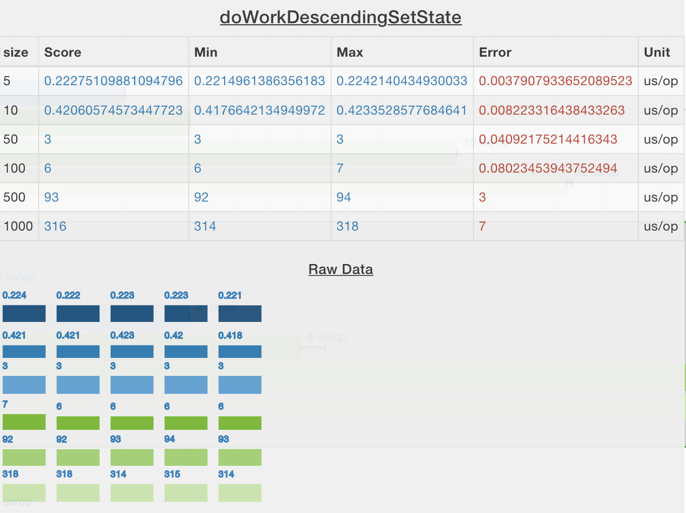 doWorkDescendingSetState
size Score Min Max Error Unit
5 0.22275109881094796 0.2214961386356183 0.2242140434930033 0.0037907933652089523 us/op
10 0.42060574573447723 0.4176642134949972 0.4233528577684641 0.008223316438433263 us/op
50 3 3 3 0.04092175214416343 us/op
100 6 6 7 0.08023453943752494 us/op
500 93 92 94 3 us/op
1000 316 314 318 7 us/op
Raw Data
0.224 0.222 0.223 0.223 0.221
0.421 0.421 0.423 0.42 0.418
3 3 3 3 3
7 6 6 6 6
92 92 93 94 93
318 318 314 315 314